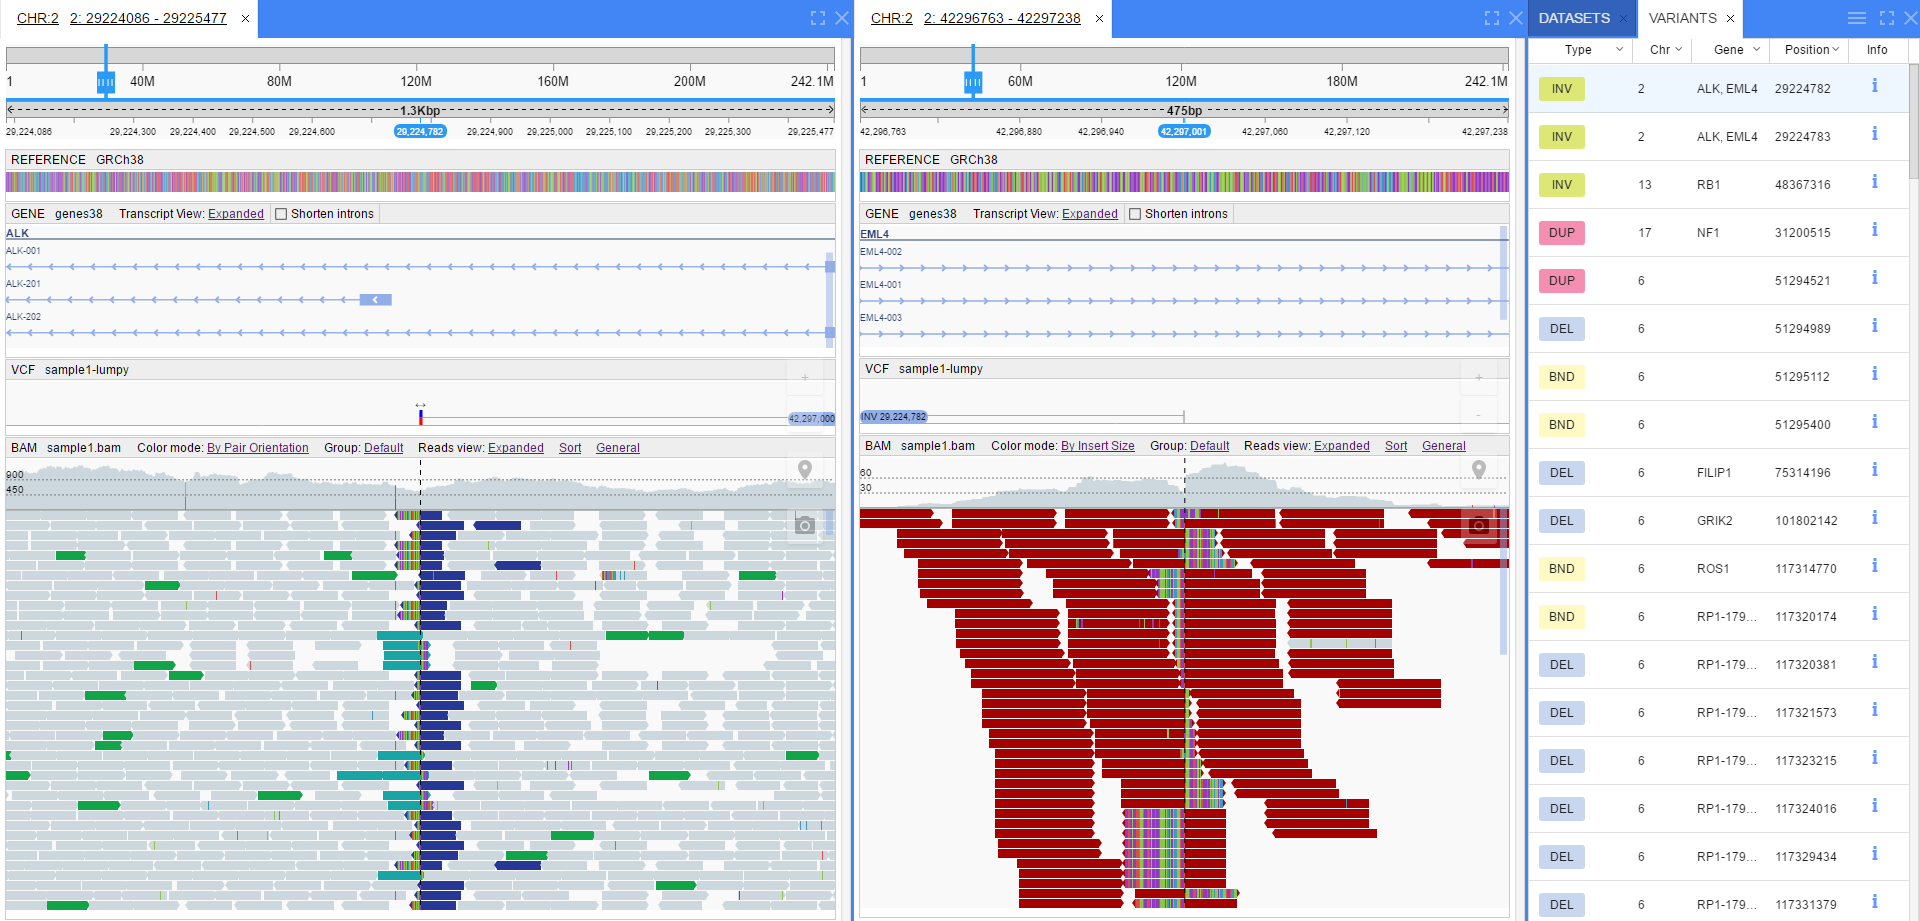 CHR:2 2: 29224086 - 29225477 ×
1 40M 80M 120M 160M 200M 242.1M
1.3Kbp
29,224,086 29,224,300 29,224,400 29,224,600 29,224,782 29,224,900 29,225,000 29,225,100 29,225,200 29,225,300 29,225,477
REFERENCE GRCh38
GENE genes38 Transcript View: Expanded Shorten introns
ALK
ALK-001
ALK-201
ALK-202
VCF sample1-lumpy
+
42,297,000
BAM sample1.bam Color mode: By Pair Orientation Group: Default Reads view: Expanded Sort General
900
450
CHR:2 2: 42296763 - 42297238 ×
1 60M 120M 180M 242.1M
475bp
42,296,763 42,296,880 42,296,940 42,297,001 42,297,060 42,297,120 42,297,238
REFERENCE GRCh38
GENE genes38 Transcript View: Expanded Shorten introns
EML4
EML4-002
EML4-001
EML4-003
VCF sample1-lumpy
+
-
INV 29,224,782
BAM sample1.bam Color mode: By Insert Size Group: Default Reads view: Expanded Sort General
60
30
DATASETS × VARIANTS ×
Type Chr Gene Position Info
INV 2 ALK, EML4 29224782 i
INV 2 ALK, EML4 29224783 i
INV 13 RB1 48367316 i
DUP 17 NF1 31200515 i
DUP 6 51294521 i
DEL 6 51294989 i
BND 6 51295112 i
BND 6 51295400 i
DEL 6 FILIP1 75314196 i
DEL 6 GRIK2 101802142 i
BND 6 ROS1 117314770 i
BND 6 RP1-179... 117320174 i
DEL 6 RP1-179... 117320381 i
DEL 6 RP1-179... 117321573 i
DEL 6 RP1-179... 117323215 i
DEL 6 RP1-179... 117324016 i
DEL 6 RP1-179... 117329434 i
DEL 6 RP1-179... 117331379 i